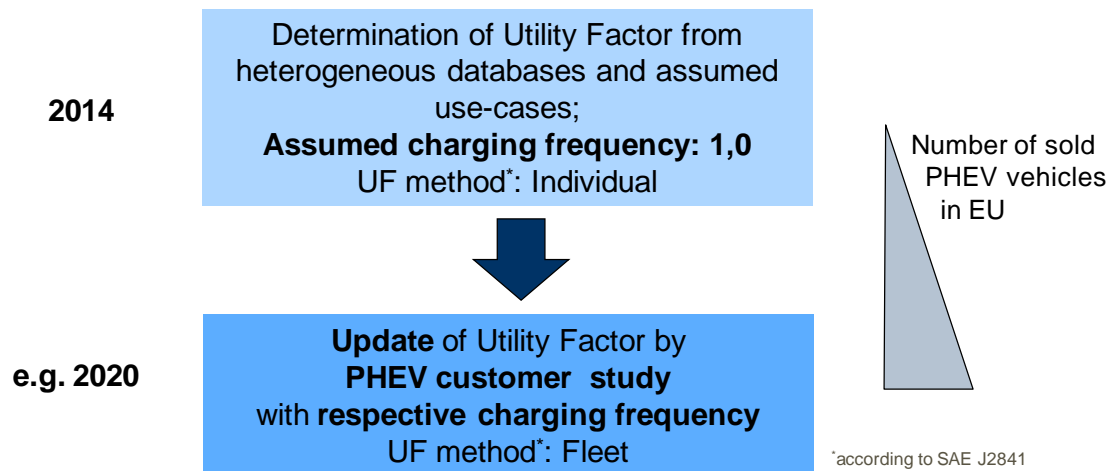 2014
Determination of Utility Factor from
heterogeneous databases and assumed
use-cases;
Assumed charging frequency: 1,0
UF method*: Individual
Number of sold
PHEV vehicles
in EU
e.g. 2020
Update of Utility Factor by
PHEV customer study
with respective charging frequency
UF method*: Fleet
*according to SAE J2841